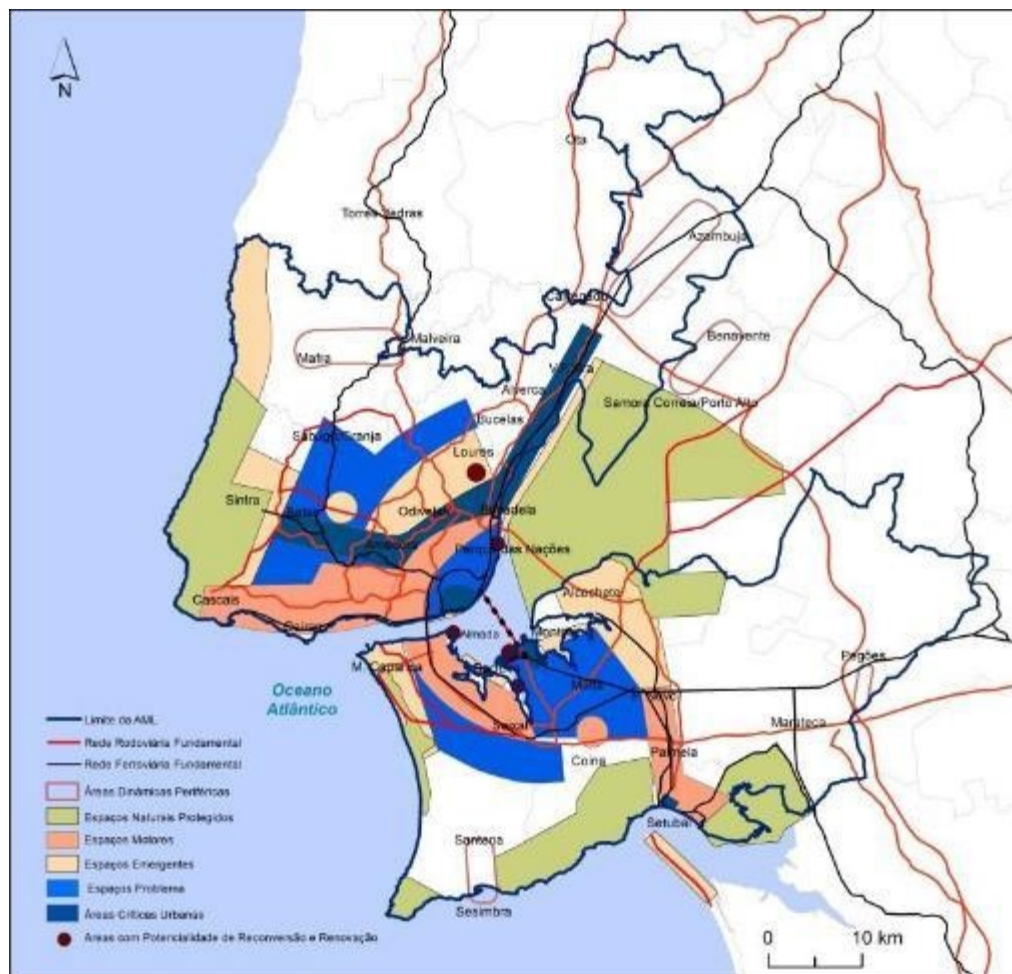 N
Ota
Torres Vedras
Azambuja
Carregado
Benavente
Malveira
Mafra
Alverca
Samora Correia/Porto Alto
Bucelas
Loures
Sintra
Odivelas
Parque das Nações
Alcochete
Cascais
Almada
Montijo
M. Caparica
Pegões
Oceano
Atlântico
Seixal
Marateca
Palmela
Coina
Setúbal
Santana
Sesimbra
Limite da AML
Rede Rodoviária Fundamental
Rede Ferroviária Fundamental
Áreas Dinâmicas Periféricas
Espaços Naturais Protegidos
Espaços Motores
Espaços Emergentes
Espaços Problema
Áreas Críticas Urbanas
Áreas com Potencialidade de Reconversão e Renovação
0 10 km